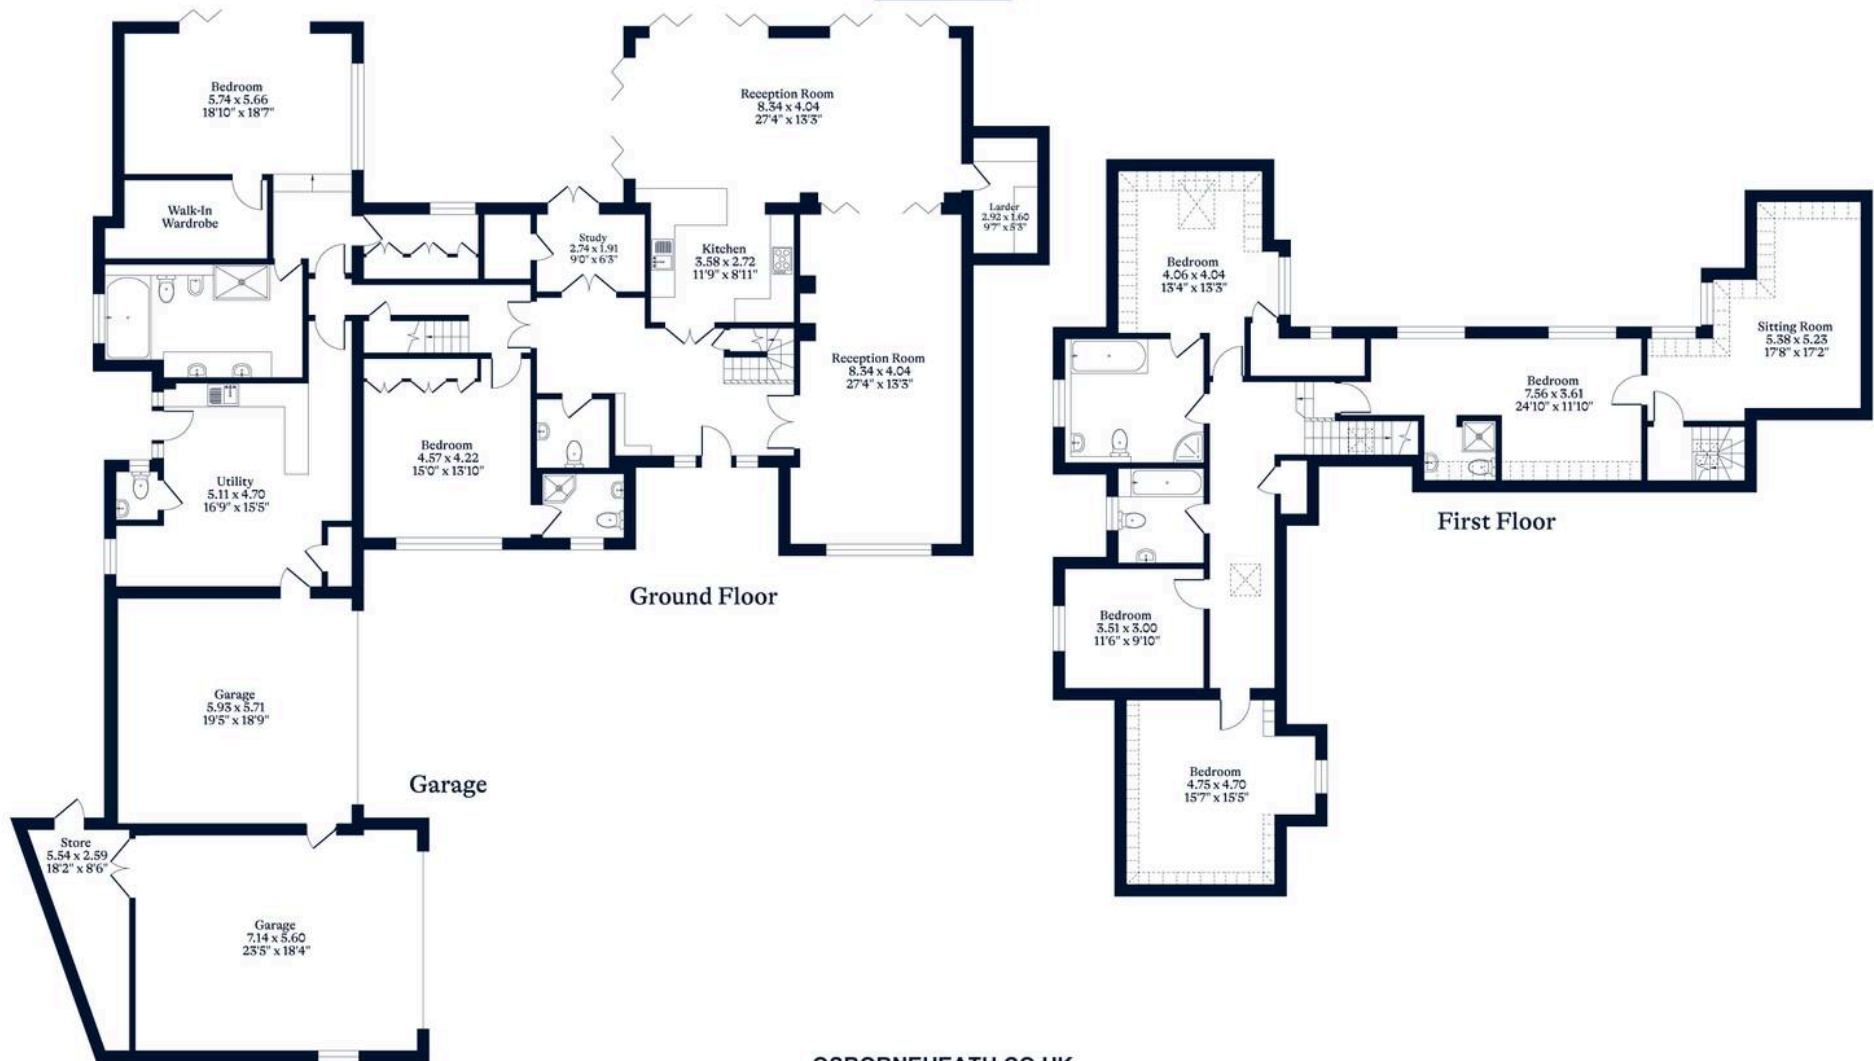 Bedroom
5.74 x 5.66
18'10" x 18'7"
Walk-In
Wardrobe
Reception Room
8.34 x 4.04
27'4" x 13'3"
Larder
2.92 x 1.60
9'7" x 5'3"
Study
2.74 x 1.91
9'0" x 6'3"
Kitchen
3.58 x 2.72
11'9" x 8'11"
Reception Room
8.34 x 4.04
27'4" x 13'3"
Bedroom
4.57 x 4.22
15'0" x 13'10"
Utility
5.11 x 4.70
16'9" x 15'5"
Ground Floor
Garage
5.93 x 5.71
19'5" x 18'9"
Garage
Store
5.54 x 2.59
18'2" x 8'6"
Garage
7.14 x 5.60
23'5" x 18'4"
Bedroom
4.06 x 4.04
13'4" x 13'3"
Sitting Room
5.38 x 5.23
17'8" x 17'2"
Bedroom
7.56 x 3.61
24'10" x 11'10"
First Floor
Bedroom
3.51 x 3.00
11'6" x 9'10"
Bedroom
4.75 x 4.70
15'7" x 15'5"
OSBORNEHEATH.CO.UK